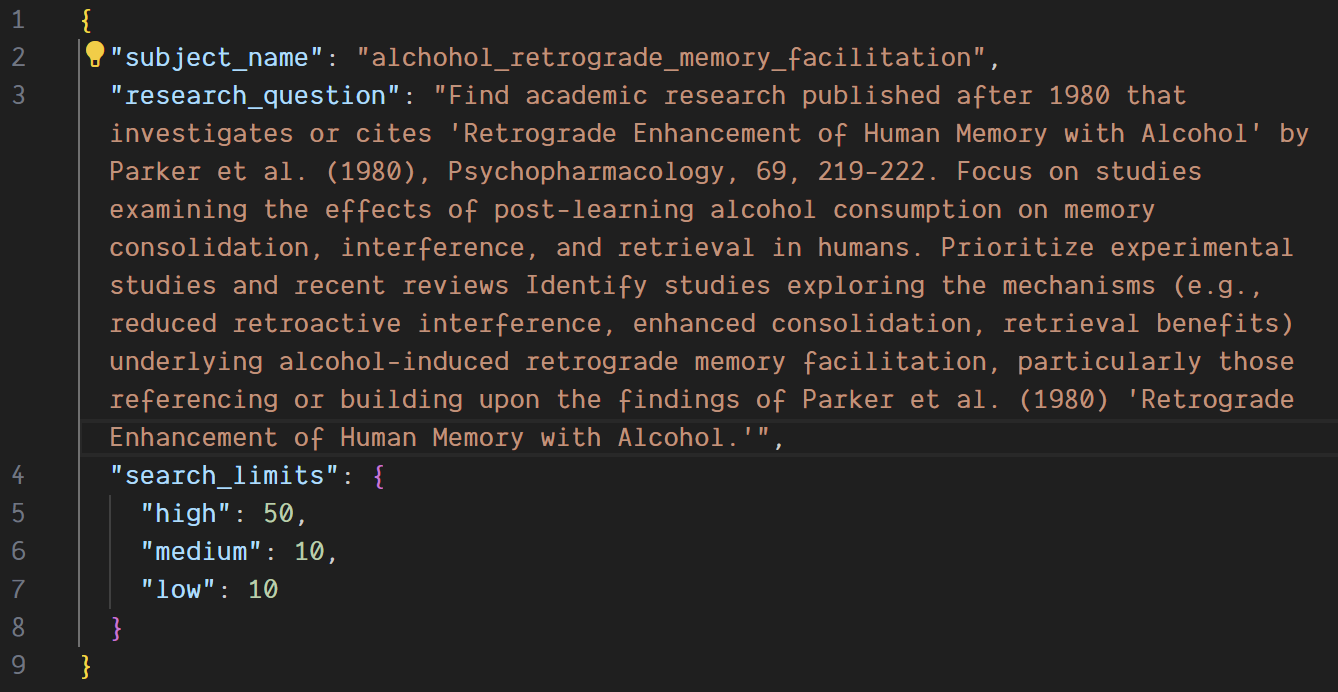 1 {
2 "subject_name": "alchohol_retrograde_memory_facilitation",
3 "research_question": "Find academic research published after 1980 that
investigates or cites 'Retrograde Enhancement of Human Memory with Alcohol' by
Parker et al. (1980), Psychopharmacology, 69, 219-222. Focus on studies
examining the effects of post-learning alcohol consumption on memory
consolidation, interference, and retrieval in humans. Prioritize experimental
studies and recent reviews Identify studies exploring the mechanisms (e.g.,
reduced retroactive interference, enhanced consolidation, retrieval benefits)
underlying alcohol-induced retrograde memory facilitation, particularly those
referencing or building upon the findings of Parker et al. (1980) 'Retrograde
Enhancement of Human Memory with Alcohol.'",
4 "search_limits": {
5 "high": 50,
6 "medium": 10,
7 "low": 10
8 }
9 }